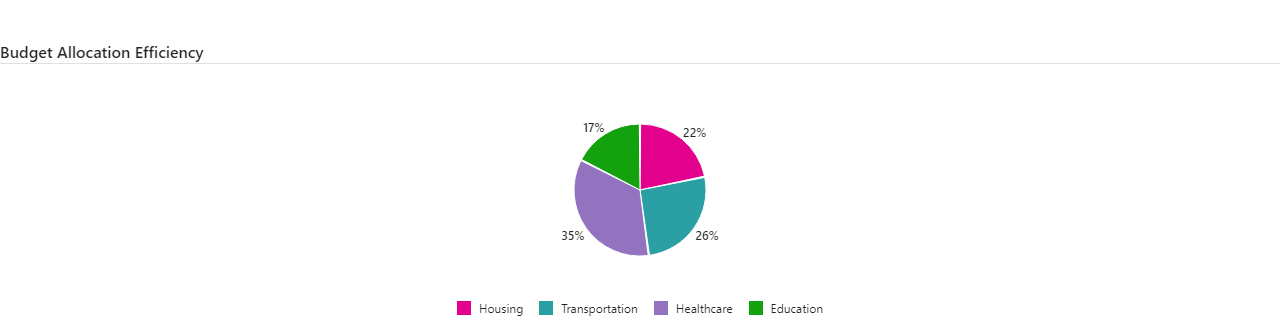 Budget Allocation Efficiency
17%
22%
35%
26%
Housing
Transportation
Healthcare
Education